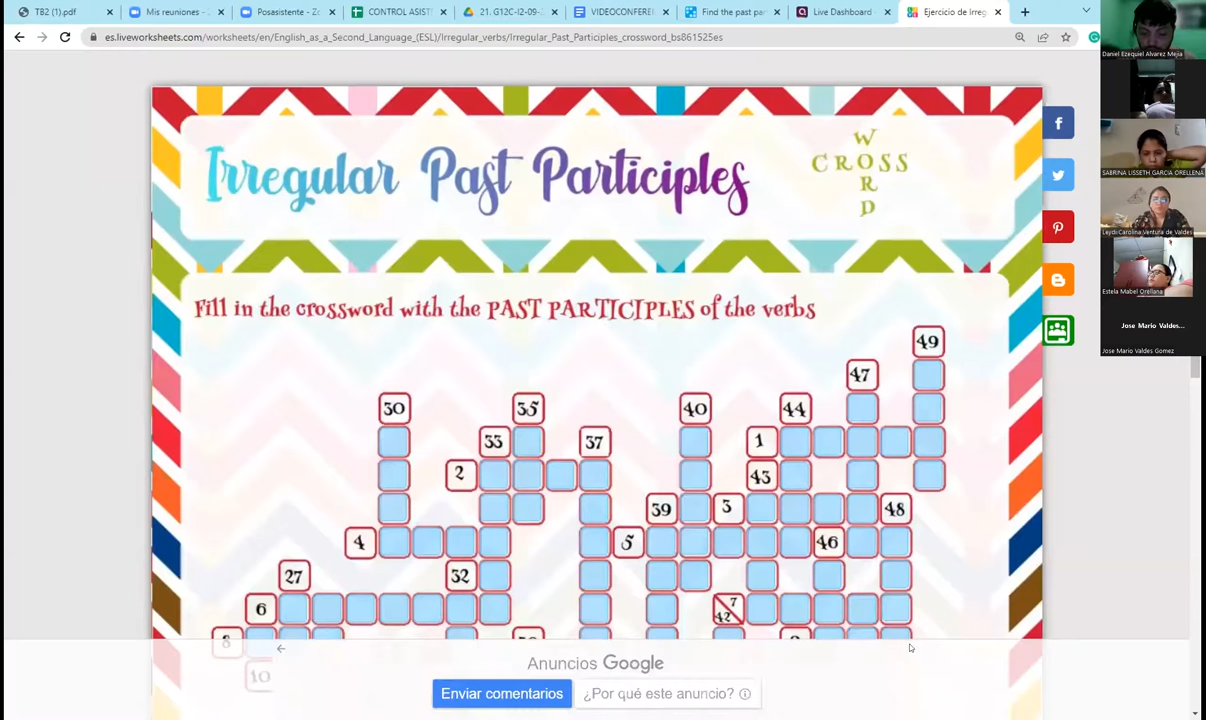 TB2 (1).pdf
Mis reuniones - Z
Posasistente - Zo
CONTROL ASIST
21. G12C-I2-09-
VIDEOCONFERE
Find the past par
Live Dashboard -
Ejercicio de Irreg
es.liveworksheets.com/worksheets/en/English_as_a_Second_Language_(ESL)/Irregular_verbs/Irregular_Past_Participles_crossword_bs861525es
Daniel Ezequiel Alvarez Mejia
SABRINA LISSETH GARCIA ORELLENA
Leydi Carolina Ventura de Valdes
Estela Mabel Orellana
Jose Mario Valdes...
Jose Mario Valdes Gomez
Irregular Past Participles
CROSS
WORD
Fill in the crossword with the PAST PARTICIPLES of the verbs
49
47
30 35 40 44
33 37 1
2 43
39 3 48
4 5 46
27 32
6 7 42
8
10
Anuncios Google
Enviar comentarios
¿Por qué este anuncio?